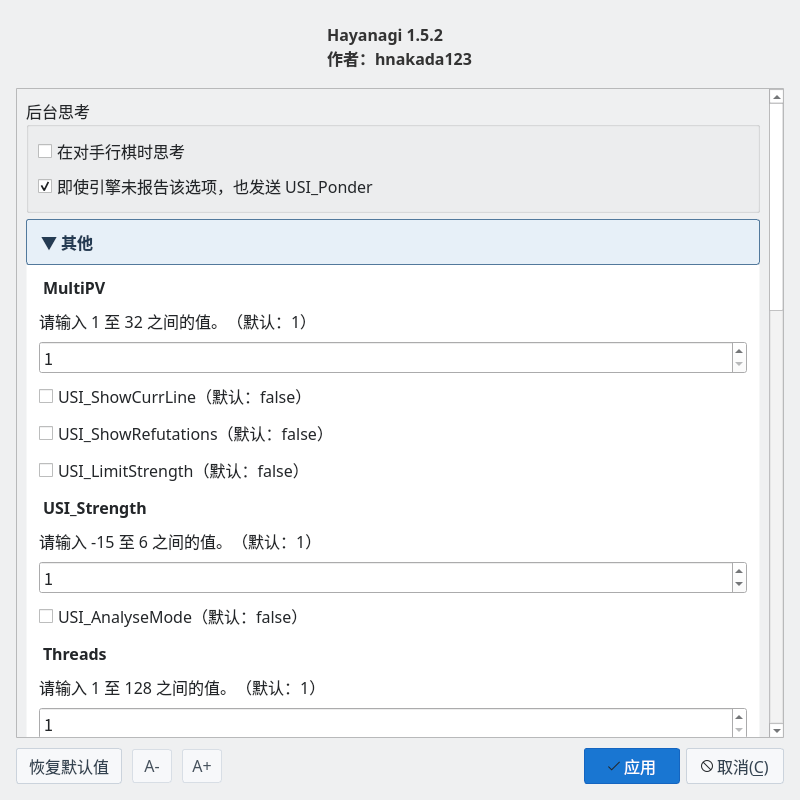 Hayanagi 1.5.2
作者：hnakada123
后台思考
在对手行棋时思考
即使引擎未报告该选项，也发送 USI_Ponder
▼ 其他
MultiPV
请输入 1 至 32 之间的值。（默认：1）
1
USI_ShowCurrLine（默认：false）
USI_ShowRefutations（默认：false）
USI_LimitStrength（默认：false）
USI_Strength
请输入 -15 至 6 之间的值。（默认：1）
1
USI_AnalyseMode（默认：false）
Threads
请输入 1 至 128 之间的值。（默认：1）
1
恢复默认值 A- A+ 应用 取消(C)